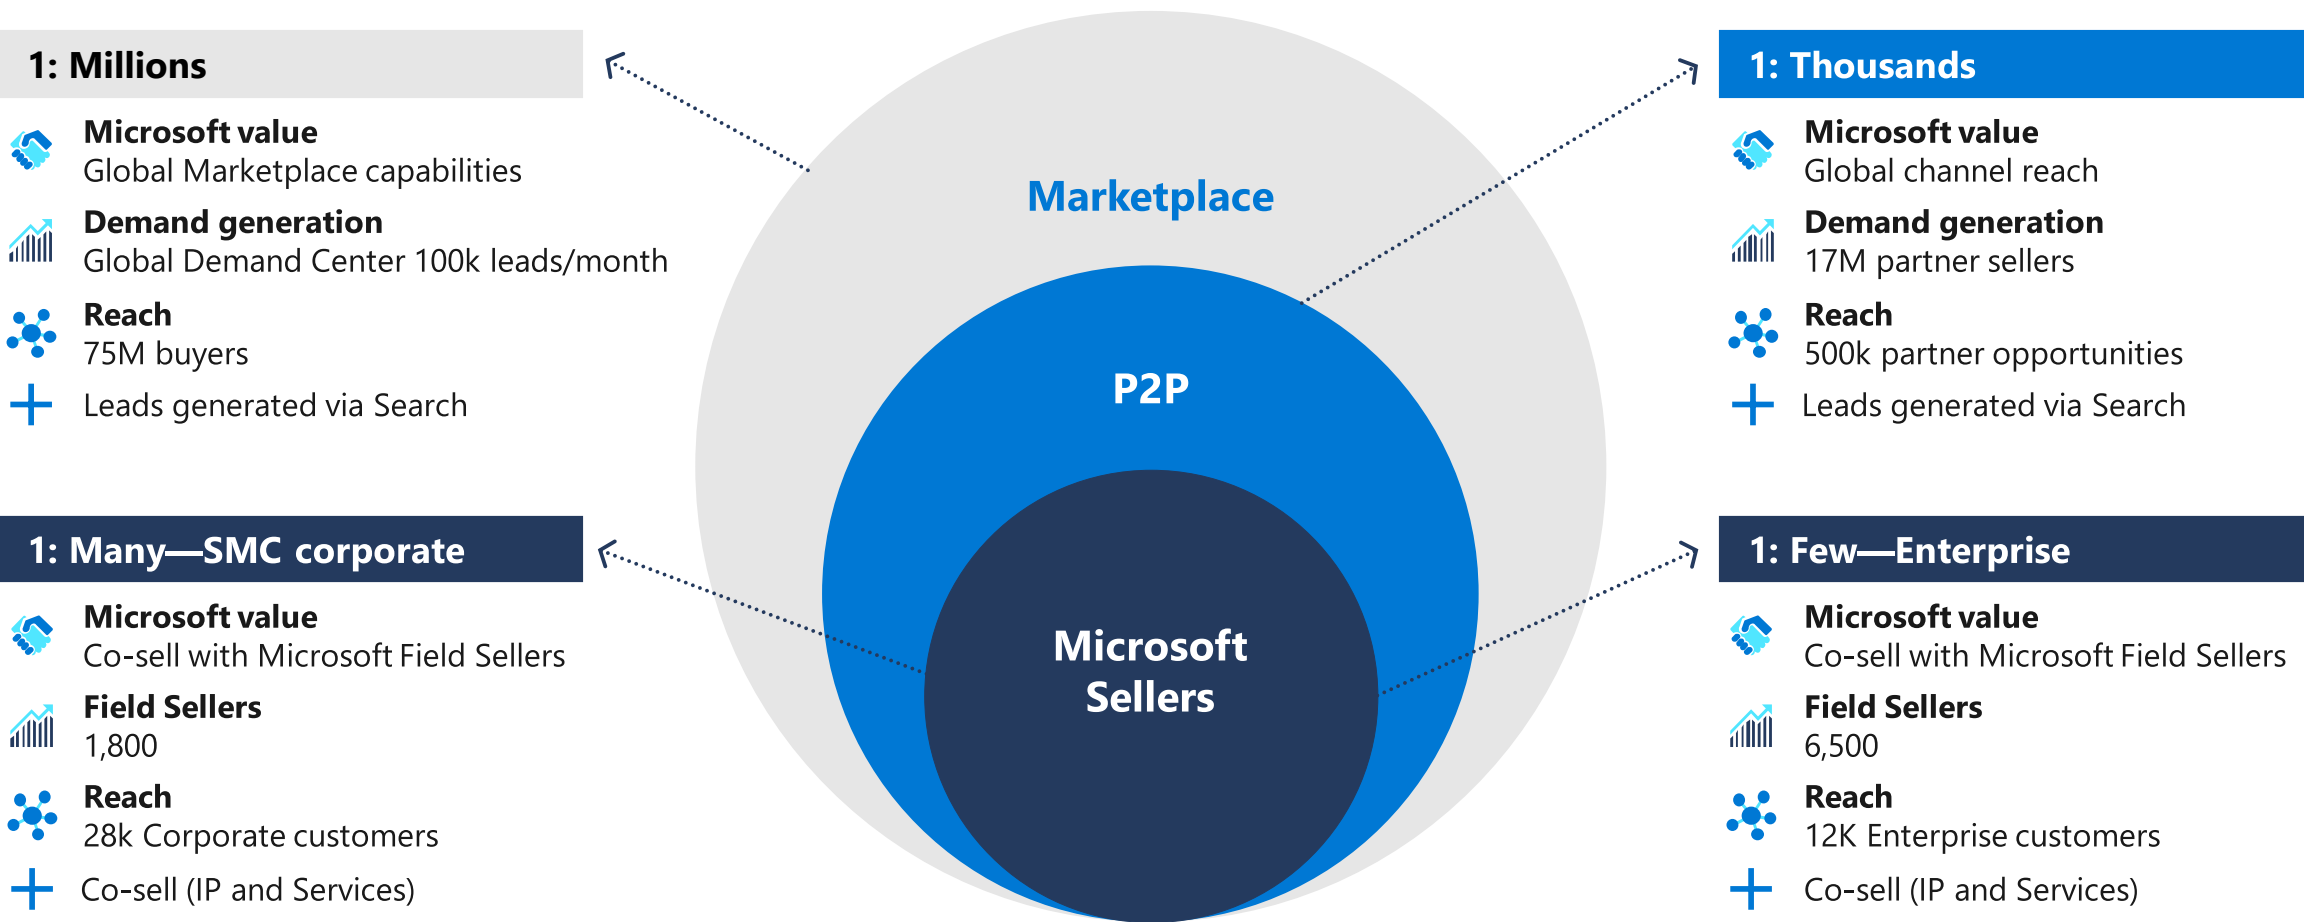 1: Millions
Microsoft value
Global Marketplace capabilities
Demand generation
Global Demand Center 100k leads/month
Reach
75M buyers
Leads generated via Search
1: Many—SMC corporate
Microsoft value
Co-sell with Microsoft Field Sellers
Field Sellers
1,800
Reach
28k Corporate customers
Co-sell (IP and Services)
Marketplace
P2P
Microsoft
Sellers
1: Thousands
Microsoft value
Global channel reach
Demand generation
17M partner sellers
Reach
500k partner opportunities
Leads generated via Search
1: Few—Enterprise
Microsoft value
Co-sell with Microsoft Field Sellers
Field Sellers
6,500
Reach
12K Enterprise customers
Co-sell (IP and Services)